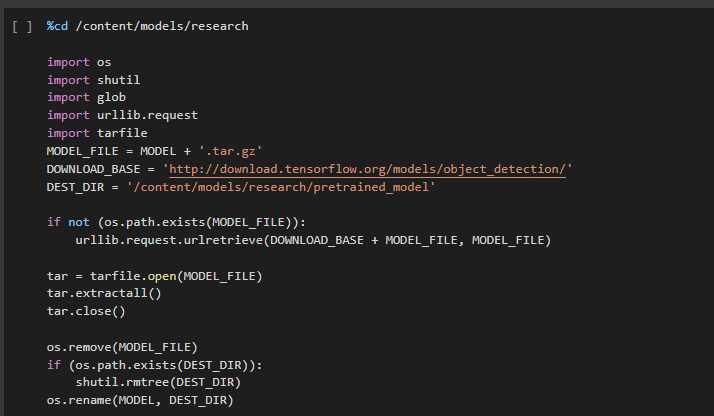 [ ] %cd /content/models/research
import os
import shutil
import glob
import urllib.request
import tarfile
MODEL_FILE = MODEL + '.tar.gz'
DOWNLOAD_BASE = 'http://download.tensorflow.org/models/object_detection/'
DEST_DIR = '/content/models/research/pretrained_model'
if not (os.path.exists(MODEL_FILE)):
    urllib.request.urlretrieve(DOWNLOAD_BASE + MODEL_FILE, MODEL_FILE)
tar = tarfile.open(MODEL_FILE)
tar.extractall()
tar.close()
os.remove(MODEL_FILE)
if (os.path.exists(DEST_DIR)):
    shutil.rmtree(DEST_DIR)
os.rename(MODEL, DEST_DIR)